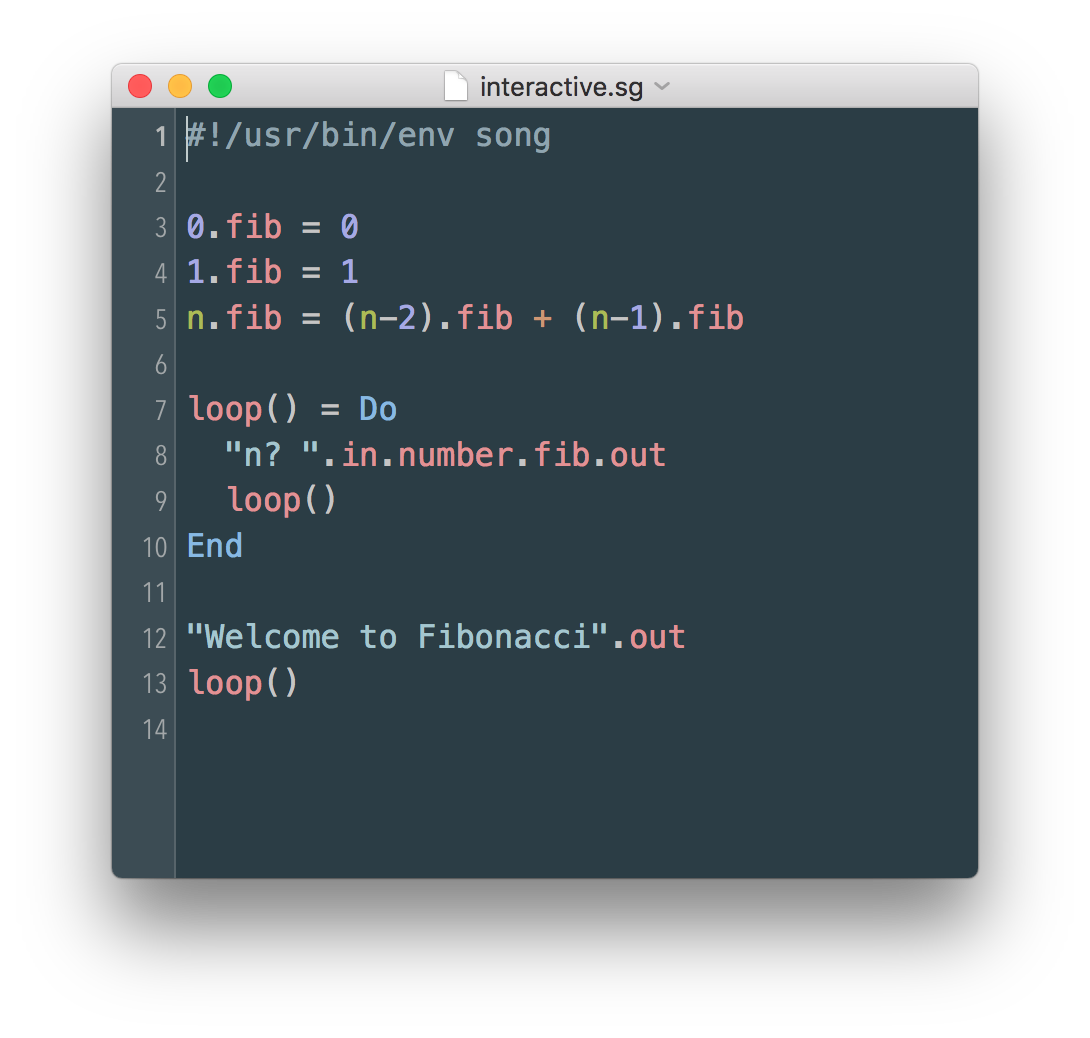 interactive.sg
1 #!/usr/bin/env song
2
3 0.fib = 0
4 1.fib = 1
5 n.fib = (n-2).fib + (n-1).fib
6
7 loop() = Do
8   "n? ".in.number.fib.out
9   loop()
10 End
11
12 "Welcome to Fibonacci".out
13 loop()
14